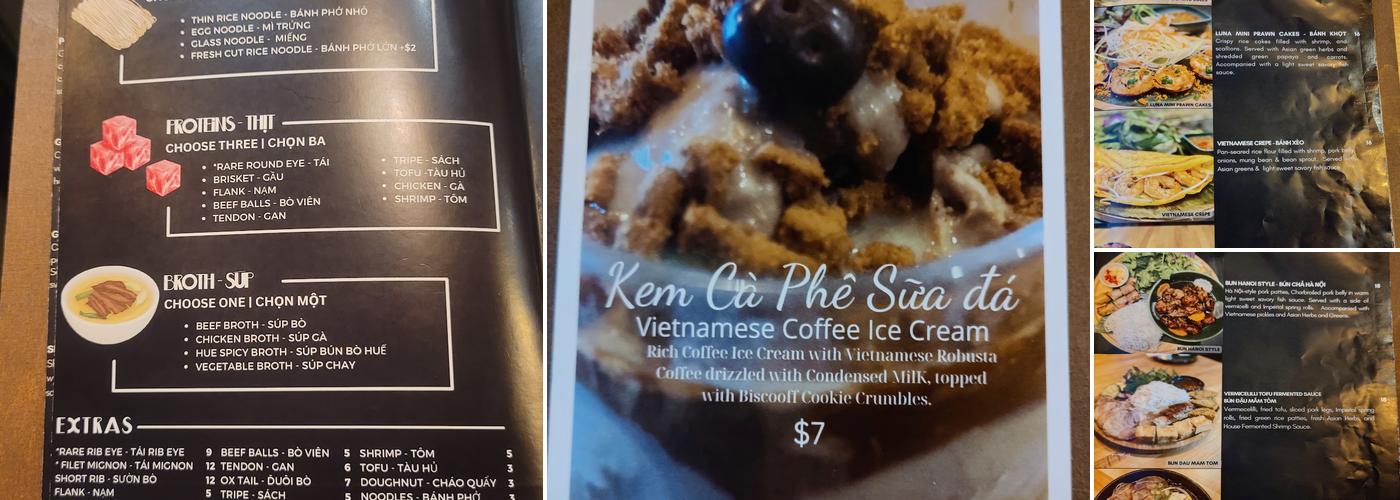 THIN RICE NOODLE - BÁNH PHỞ NHỎ
EGG NOODLE - MÌ TRỨNG
GLASS NOODLE - MIẾNG
FRESH CUT RICE NOODLE - BÁNH PHỞ LỚN +$2
PROTEINS - THỊT
CHOOSE THREE | CHỌN BA
*RARE ROUND EYE - TÁI
BRISKET - GẦU
FLANK - NẠM
BEEF BALLS - BÒ VIÊN
TENDON - GAN
TRIPE - SÁCH
TOFU -TÀU HỦ
CHICKEN - GÀ
SHRIMP - TÔM
BROTH - SÚP
CHOOSE ONE | CHỌN MỘT
BEEF BROTH - SÚP BÒ
CHICKEN BROTH - SÚP GÀ
HUE SPICY BROTH - SÚP BÚN BÒ HUẾ
VEGETABLE BROTH - SÚP CHAY
EXTRAS
*RARE RIB EYE - TÁI RIB EYE 9
* FILET MIGNON - TÁI MIGNON 12
SHORT RIB - SƯỜN BÒ 12
FLANK - NẠM 5
BEEF BALLS - BÒ VIÊN 5
TENDON - GAN 6
OX TAIL - ĐUÔI BÒ 7
TRIPE - SÁCH 5
SHRIMP - TÔM 5
TOFU - TÀU HỦ 3
DOUGHNUT - CHÁO QUẨY 3
NOODLES - BÁNH PHỞ 3
Kem Cà Phê Sữa đá
Vietnamese Coffee Ice Cream
Rich Coffee Ice Cream with Vietnamese Robusta
Coffee drizzled with Condensed Milk, topped
with Biscooff Cookie Crumbles.
$7
LUNA MINI PRAWN CAKES - BÁNH KHỌT 16
Crispy rice cakes filled with shrimp, and
scallions. Served with Asian green herbs and
shredded green papaya and carrots.
Accompanied with a light sweet savory fish
sauce.
LUNA MINI PRAWN CAKES
VIETNAMESE CREPE - BÁNH XÈO 16
Pan-seared rice flour filled with shrimp, pork belly,
onions, mung bean & bean sprout. Served with
Asian greens & light sweet savory fish sauce
VIETNAMESE CREPE
BUN HANOI STYLE - BÚN CHẢ HÀ NỘI 18
Hà Nội-style pork patties, Charbroiled pork belly in warm
light sweet savory fish sauce. Served with a side of
vermicelli and Imperial spring rolls. Accompanied with
Vietnamese pickles and Asian Herbs and Greens.
BUN HANOI STYLE
VERMICELILLI TOFU FERMENTED SAUCE
BÚN ĐẬU MẮM TÔM 18
Vermecelilli, fried tofu, sliced pork legs, Imperial spring
rolls, fried green rice patties, fresh Asian Herbs, and
House Fermented Shrimp Sauce.
BUN DAU MAM TOM